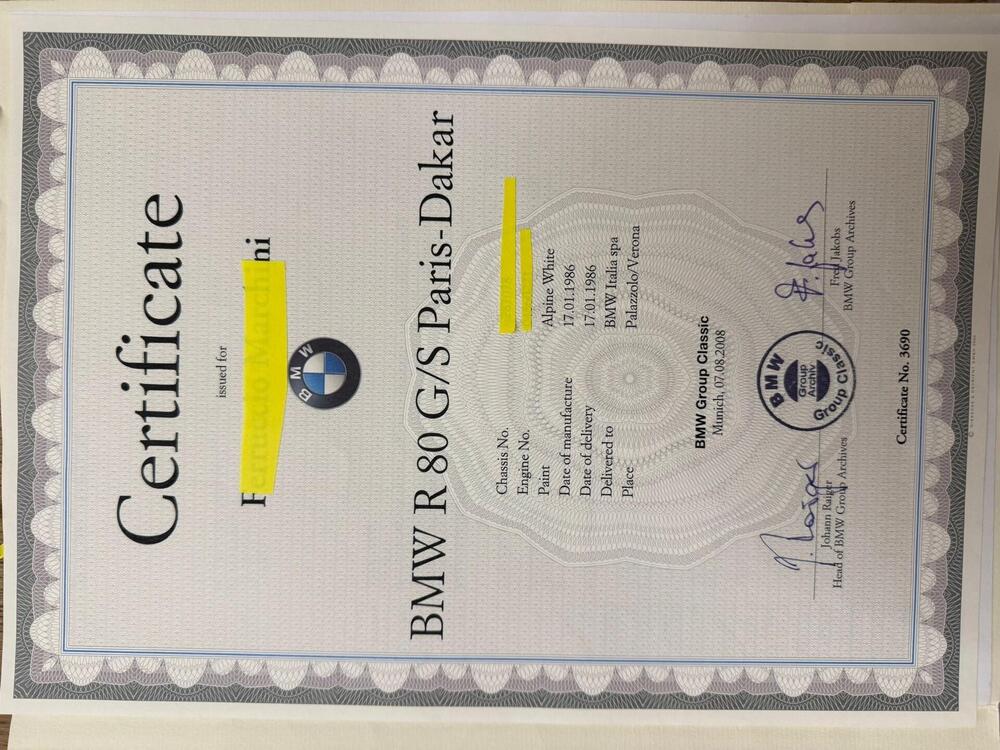 Certificate
issued for
BMW
BMW R 80 G/S Paris-Dakar
Chassis No.
Engine No.
Paint Alpine White
Date of manufacture 17.01.1986
Date of delivery 17.01.1986
Delivered to BMW Italia spa
Place Palazzolo/Verona
BMW Group Classic
Munich, 07.08.2008
BMW
Group
Archiv
Group Classic
Johann Raiger
Head of BMW Group Archives
Fred Jakobs
BMW Group Archives
Certificate No. 3690